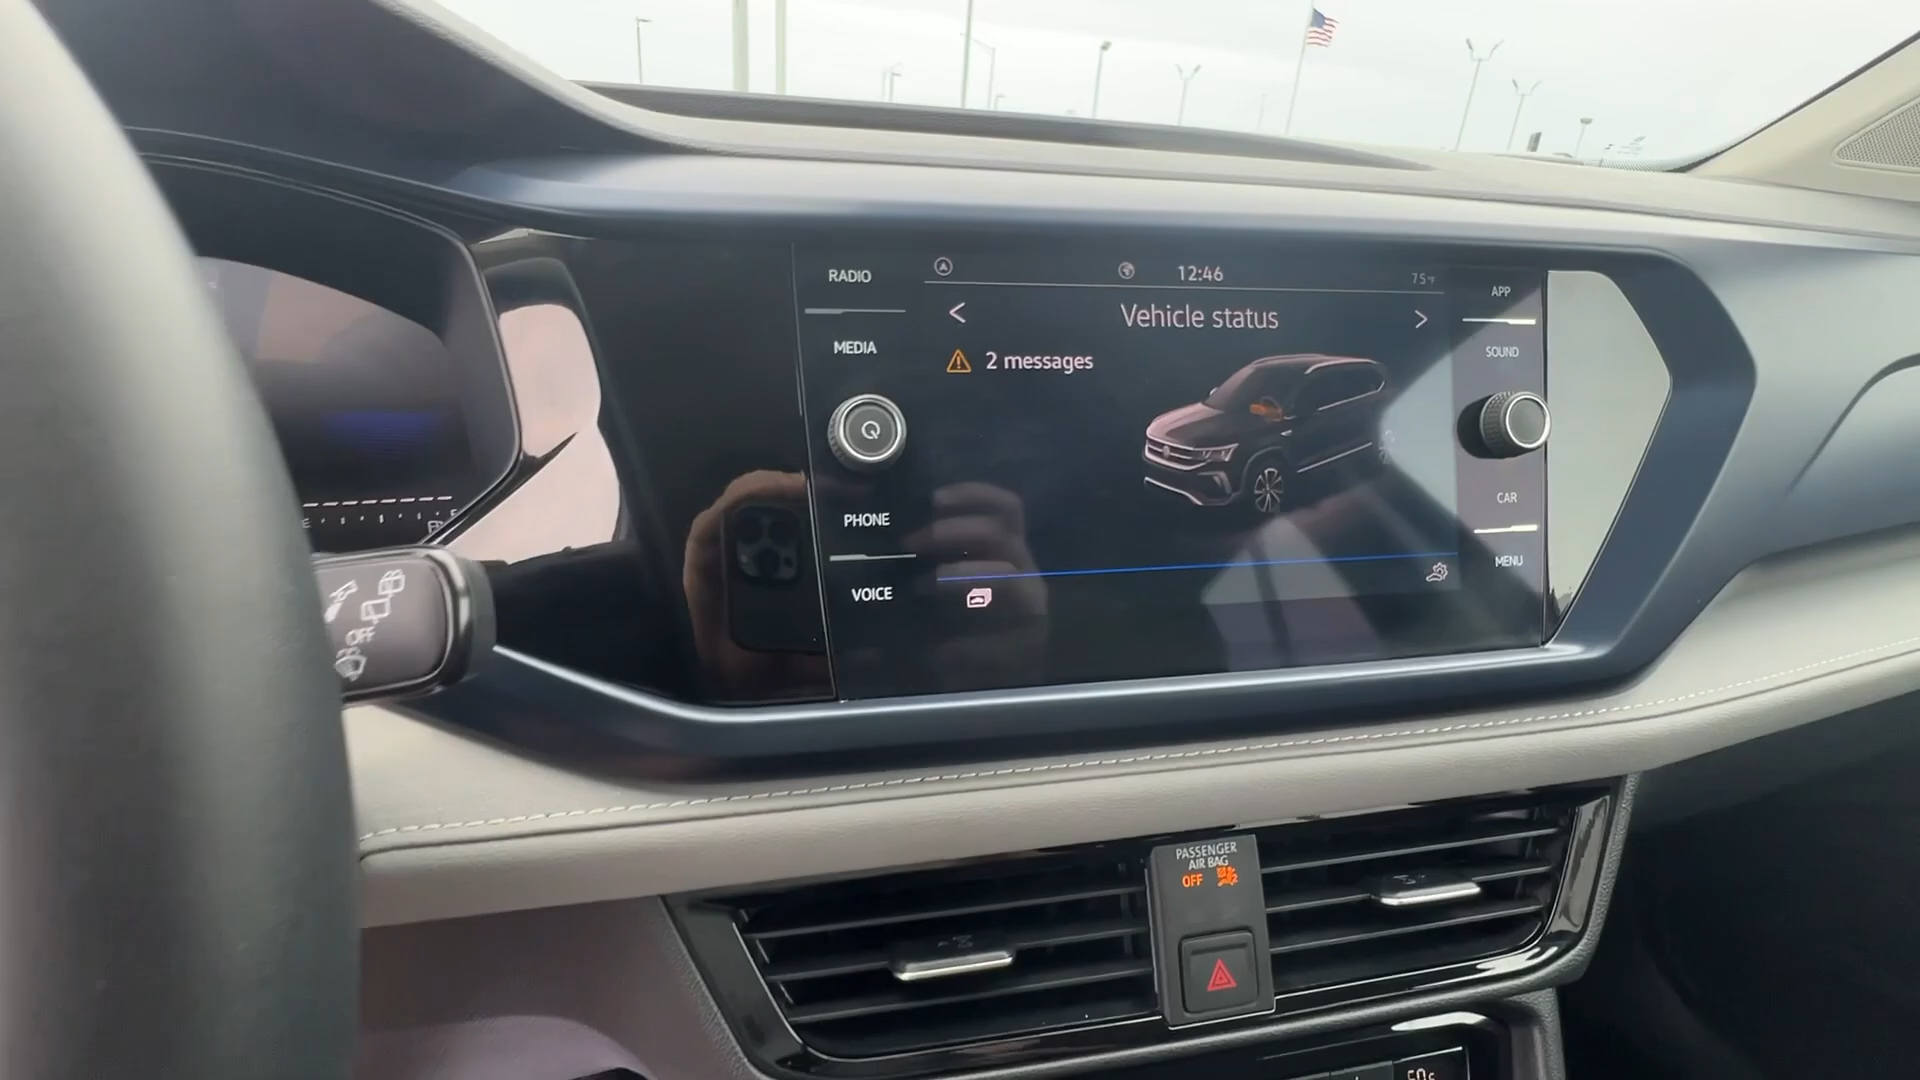 RADIO
MEDIA
PHONE
VOICE
12:46
75°F
< Vehicle status >
2 messages
APP
SOUND
CAR
MENU
OFF
PASSENGER
AIR BAG
OFF